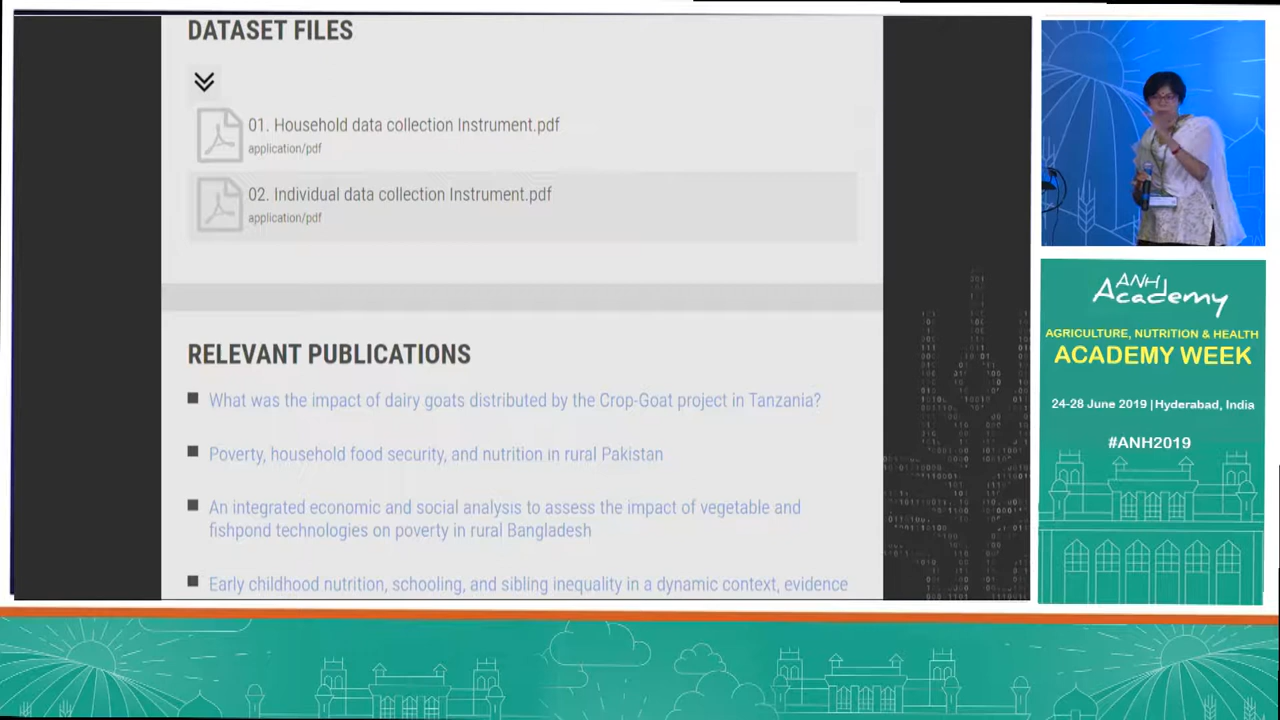 DATASET FILES
01. Household data collection Instrument.pdf
application/pdf
02. Individual data collection Instrument.pdf
application/pdf
RELEVANT PUBLICATIONS
What was the impact of dairy goats distributed by the Crop-Goat project in Tanzania?
Poverty, household food security, and nutrition in rural Pakistan
An integrated economic and social analysis to assess the impact of vegetable and
fishpond technologies on poverty in rural Bangladesh
Early childhood nutrition, schooling, and sibling inequality in a dynamic context, evidence
ANH
Academy
AGRICULTURE, NUTRITION & HEALTH
ACADEMY WEEK
24-28 June 2019 | Hyderabad, India
#ANH2019